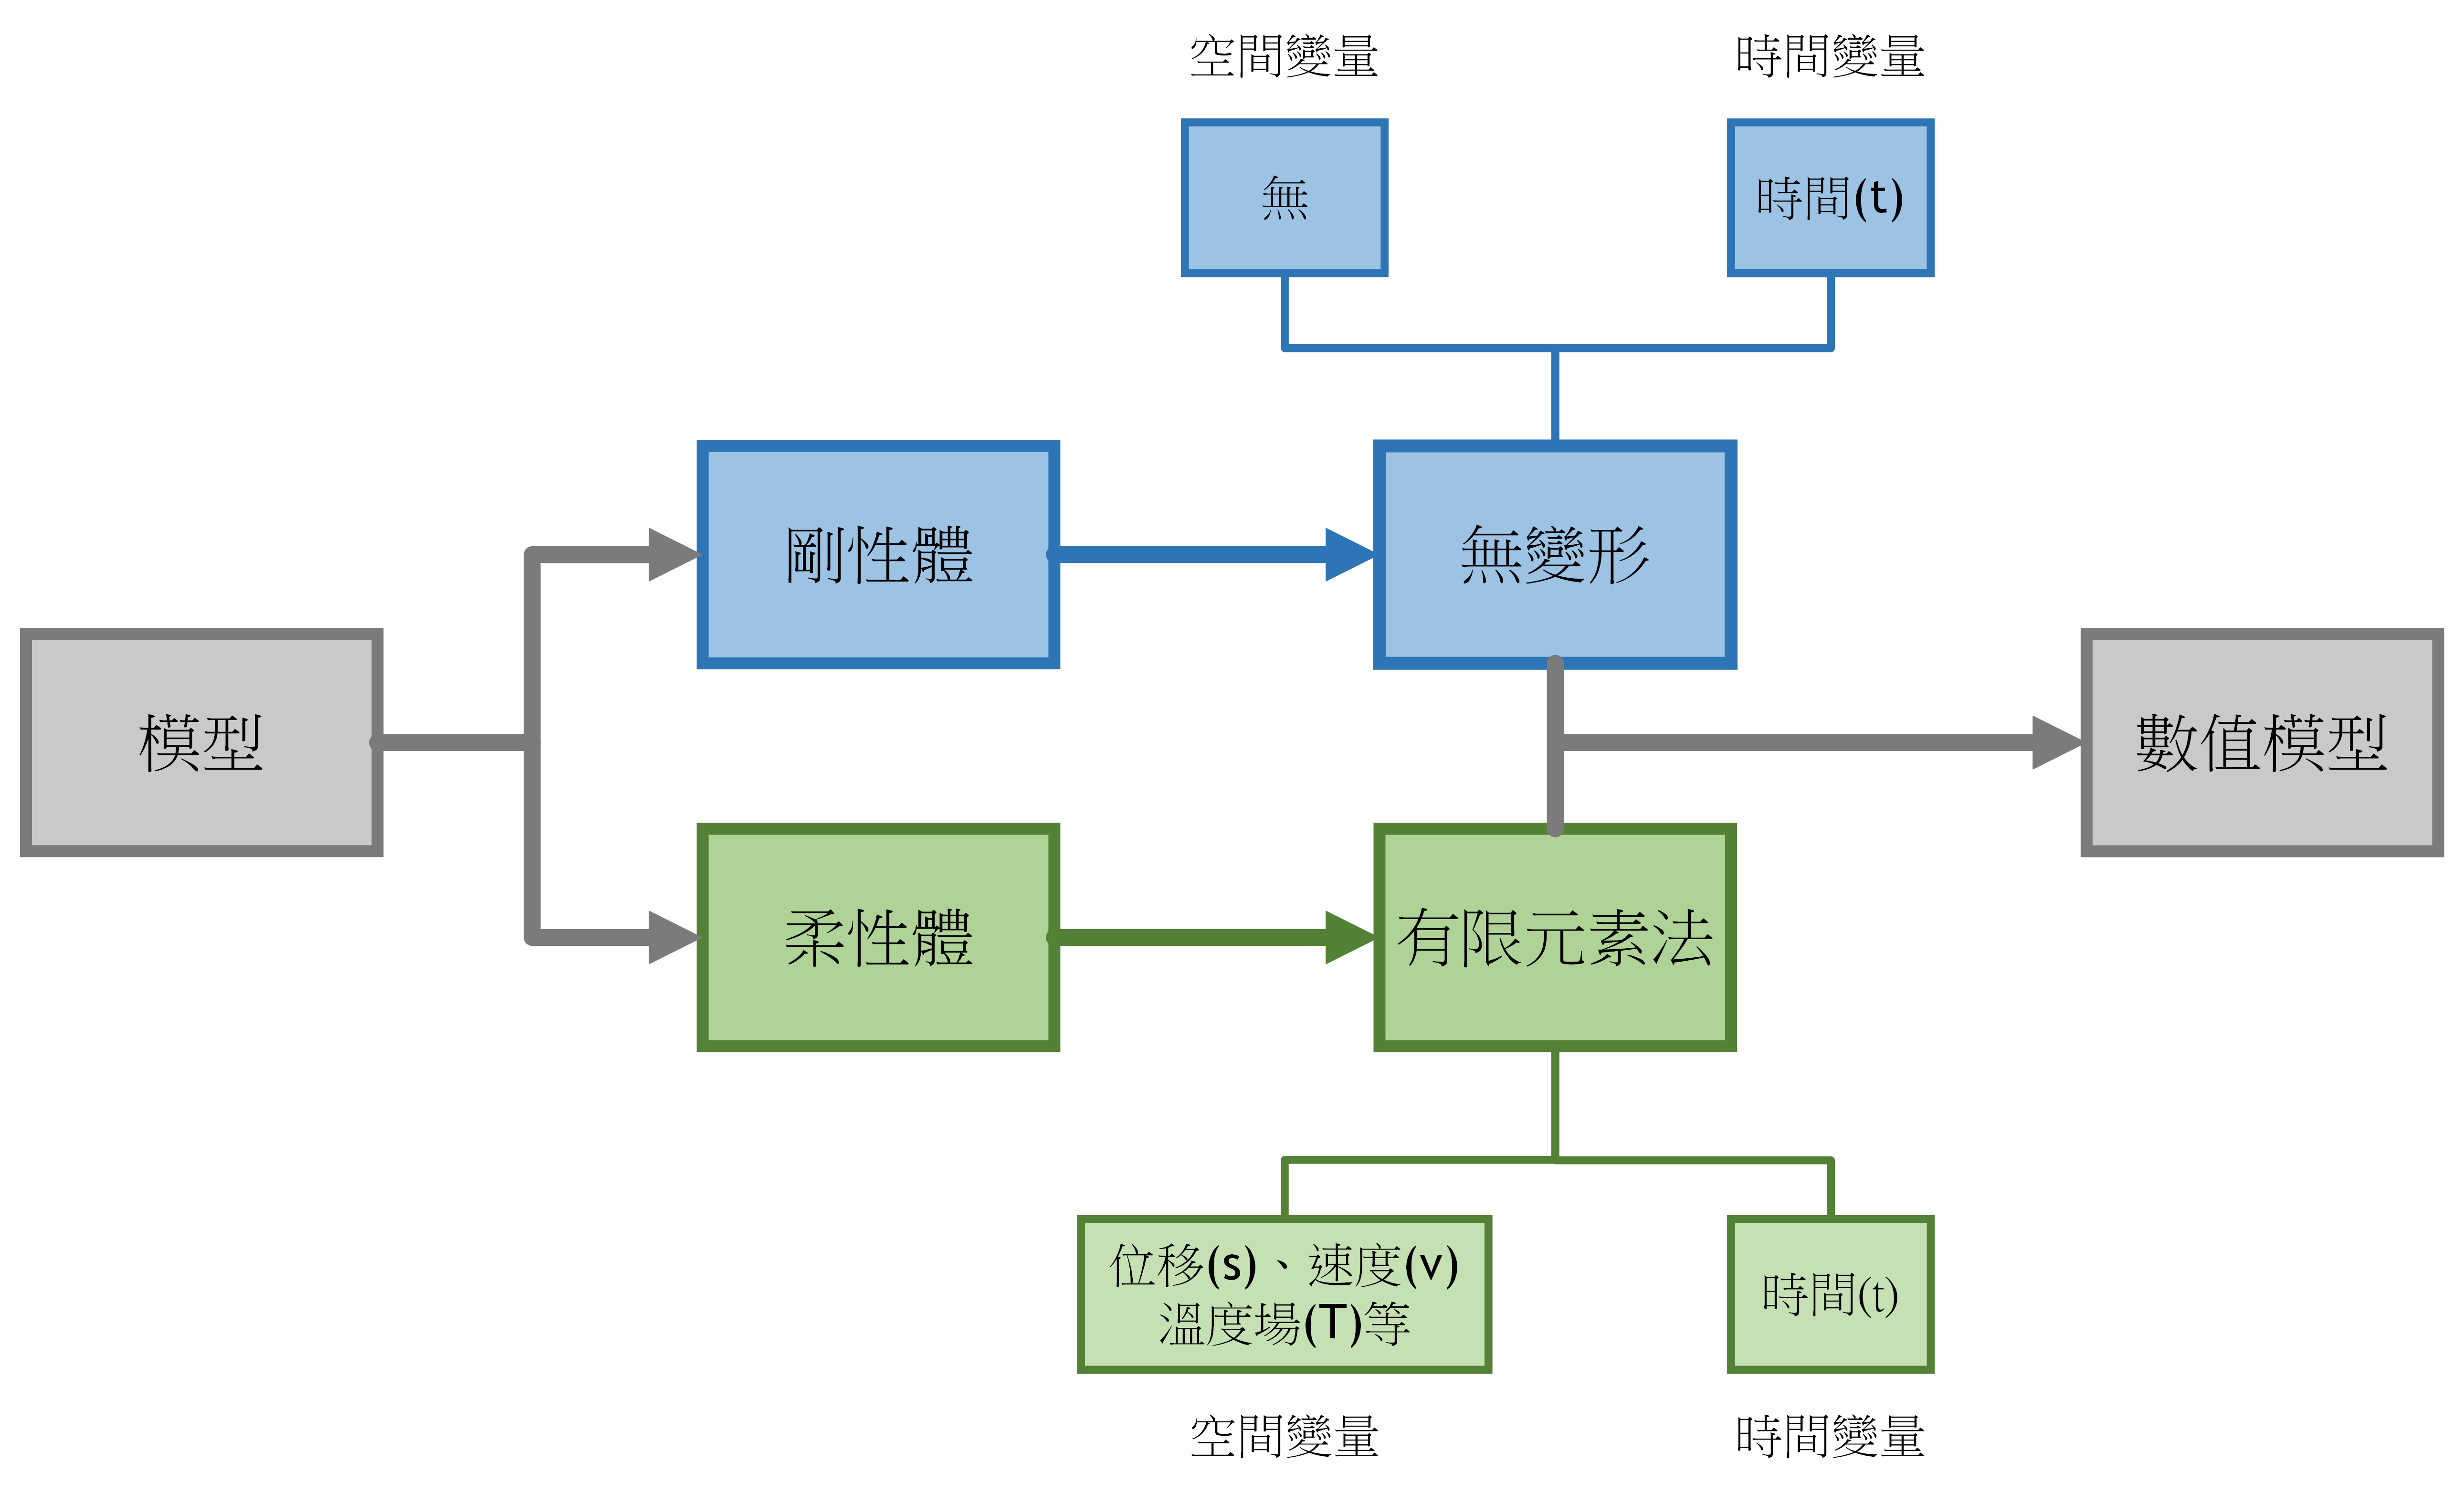 空間變量
時間變量
無
時間(t)
剛性體
無變形
模型
數值模型
柔性體
有限元素法
位移(s)、速度(v)
溫度場(T)等
時間(t)
空間變量
時間變量